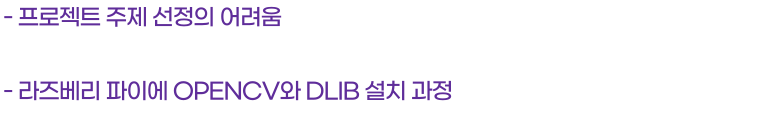 - 프로젝트 주제 선정의 어려움
- 라즈베리 파이에 OPENCV와 DLIB 설치 과정